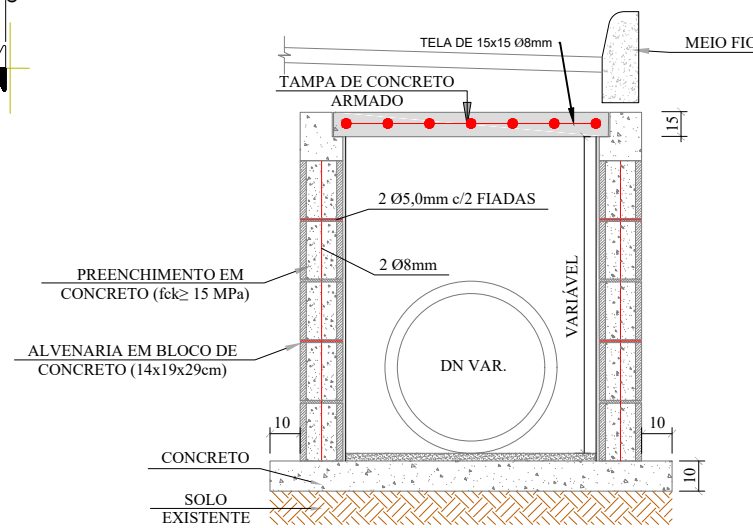 TELA DE 15x15 Ø8mm
MEIO FIO
TAMPA DE CONCRETO
ARMADO
15
2 Ø5,0mm c/2 FIADAS
2 Ø8mm
PREENCHIMENTO EM
CONCRETO (fck≥ 15 MPa)
VARIÁVEL
ALVENARIA EM BLOCO DE
CONCRETO (14x19x29cm)
DN VAR.
10
10
CONCRETO
10
SOLO
EXISTENTE